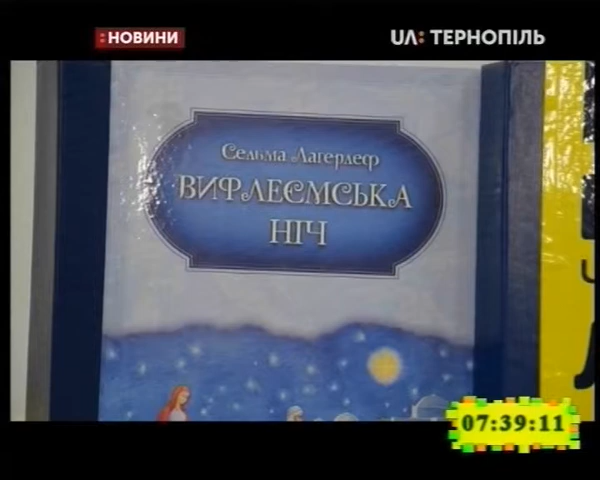 :НОВИНИ
UA: ТЕРНОПІЛЬ
Сельма Лагерлеф
ВИФЛЕЄМСЬКА
НІЧ
07:39:11